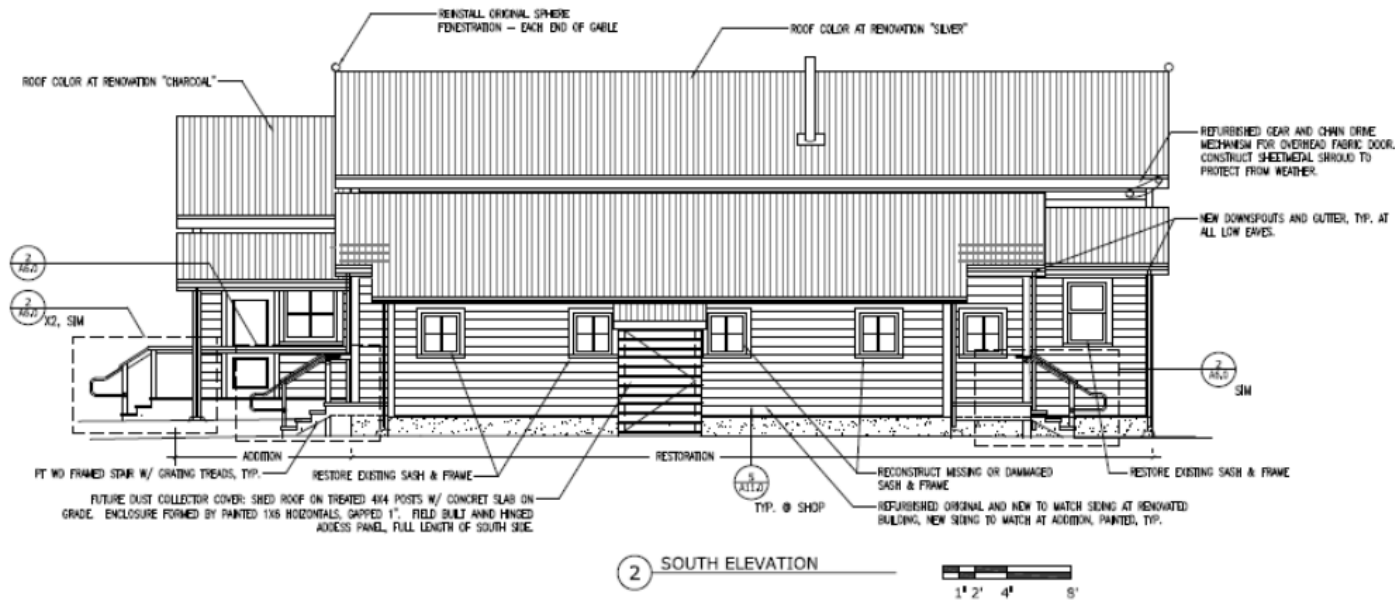 REINSTALL ORIGINAL SPHERE
FENESTRATION - EACH END OF GABLE
ROOF COLOR AT RENOVATION "SILVER"
ROOF COLOR AT RENOVATION "CHARCOAL"
REFURBISHED GEAR AND CHAIN DRIVE
MECHANISM FOR OVERHEAD FABRIC DOOR.
CONSTRUCT SHEETMETAL SHROUD TO
PROTECT FROM WEATHER.
NEW DOWNSPOUTS AND GUTTER, TYP. AT
ALL LOW EAVES.
2
A6.0
2
A6.0
X2, SIM
2
A6.0
SIM
ADDITION
RESTORATION
PT WD FRAMED STAIR W/ GRATING TREADS, TYP.
RESTORE EXISTING SASH & FRAME
5
A11.0
TYP. @ SHOP
RECONSTRUCT MISSING OR DAMMAGED
SASH & FRAME
RESTORE EXISTING SASH & FRAME
FUTURE DUST COLLECTOR COVER: SHED ROOF ON TREATED 4X4 POSTS W/ CONCRET SLAB ON
GRADE. ENCLOSURE FORMED BY PAINTED 1X6 HOIZONTALS, GAPPED 1". FIELD BUILT ANND HINGED
ADDESS PANEL, FULL LENGTH OF SOUTH SIDE.
REFURBISHED ORIGINAL AND NEW TO MATCH SIDING AT RENOVATED
BUILDING, NEW SIDING TO MATCH AT ADDITION, PAINTED, TYP.
2 SOUTH ELEVATION
1' 2' 4' 8'